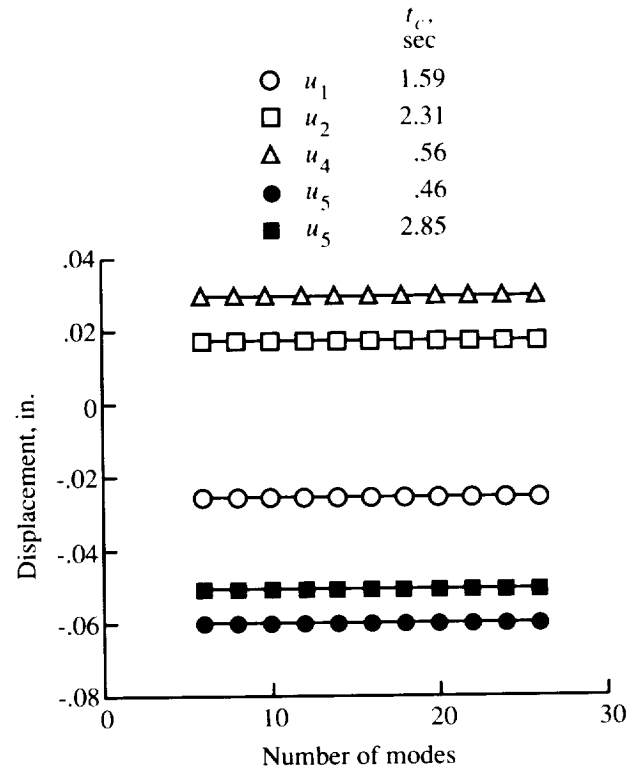 t_c,
sec
u_1 1.59
u_2 2.31
u_4 .56
u_5 .46
u_5 2.85
.04
.02
0
-.02
-.04
-.06
-.08
Displacement, in.
0 10 20 30
Number of modes